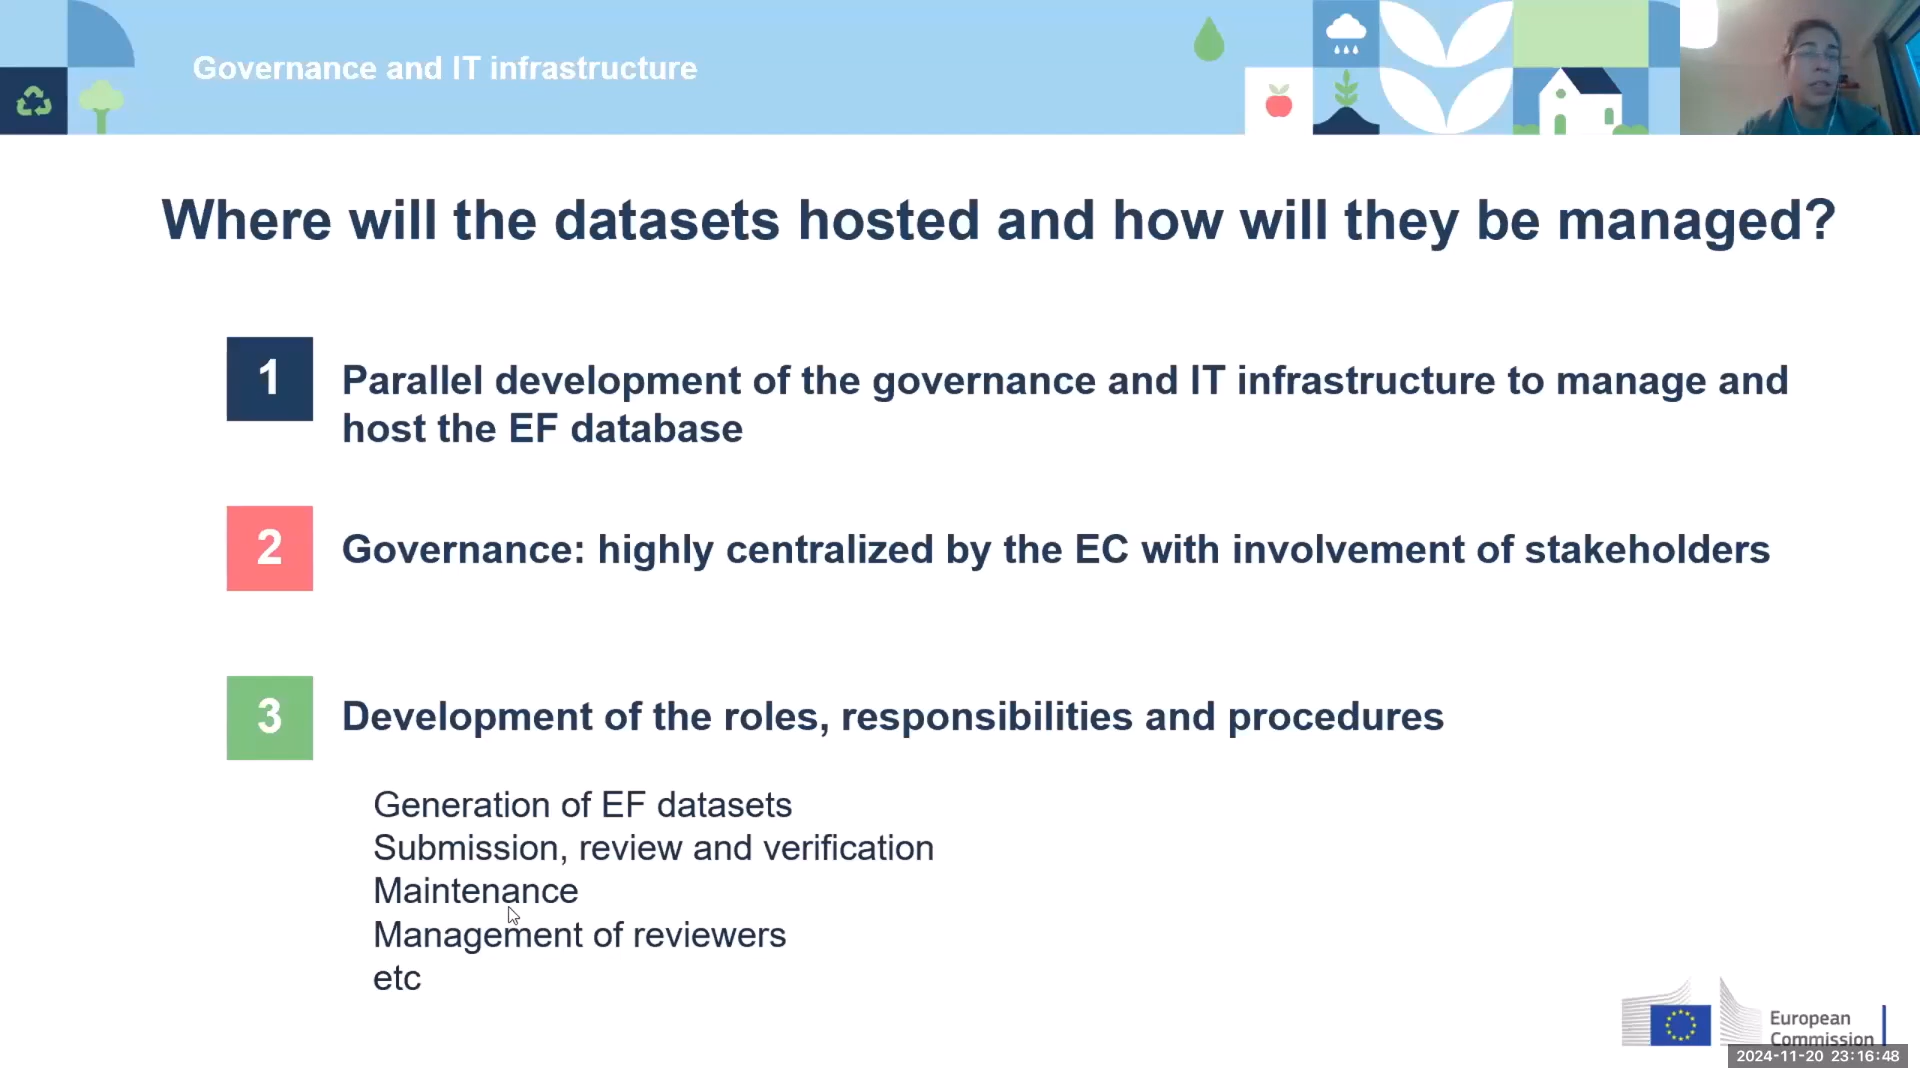 Governance and IT infrastructure
Where will the datasets hosted and how will they be managed?
1
Parallel development of the governance and IT infrastructure to manage and
host the EF database
2
Governance: highly centralized by the EC with involvement of stakeholders
3
Development of the roles, responsibilities and procedures
Generation of EF datasets
Submission, review and verification
Maintenance
Management of reviewers
etc
European
Commission
2024-11-20 23:16:48